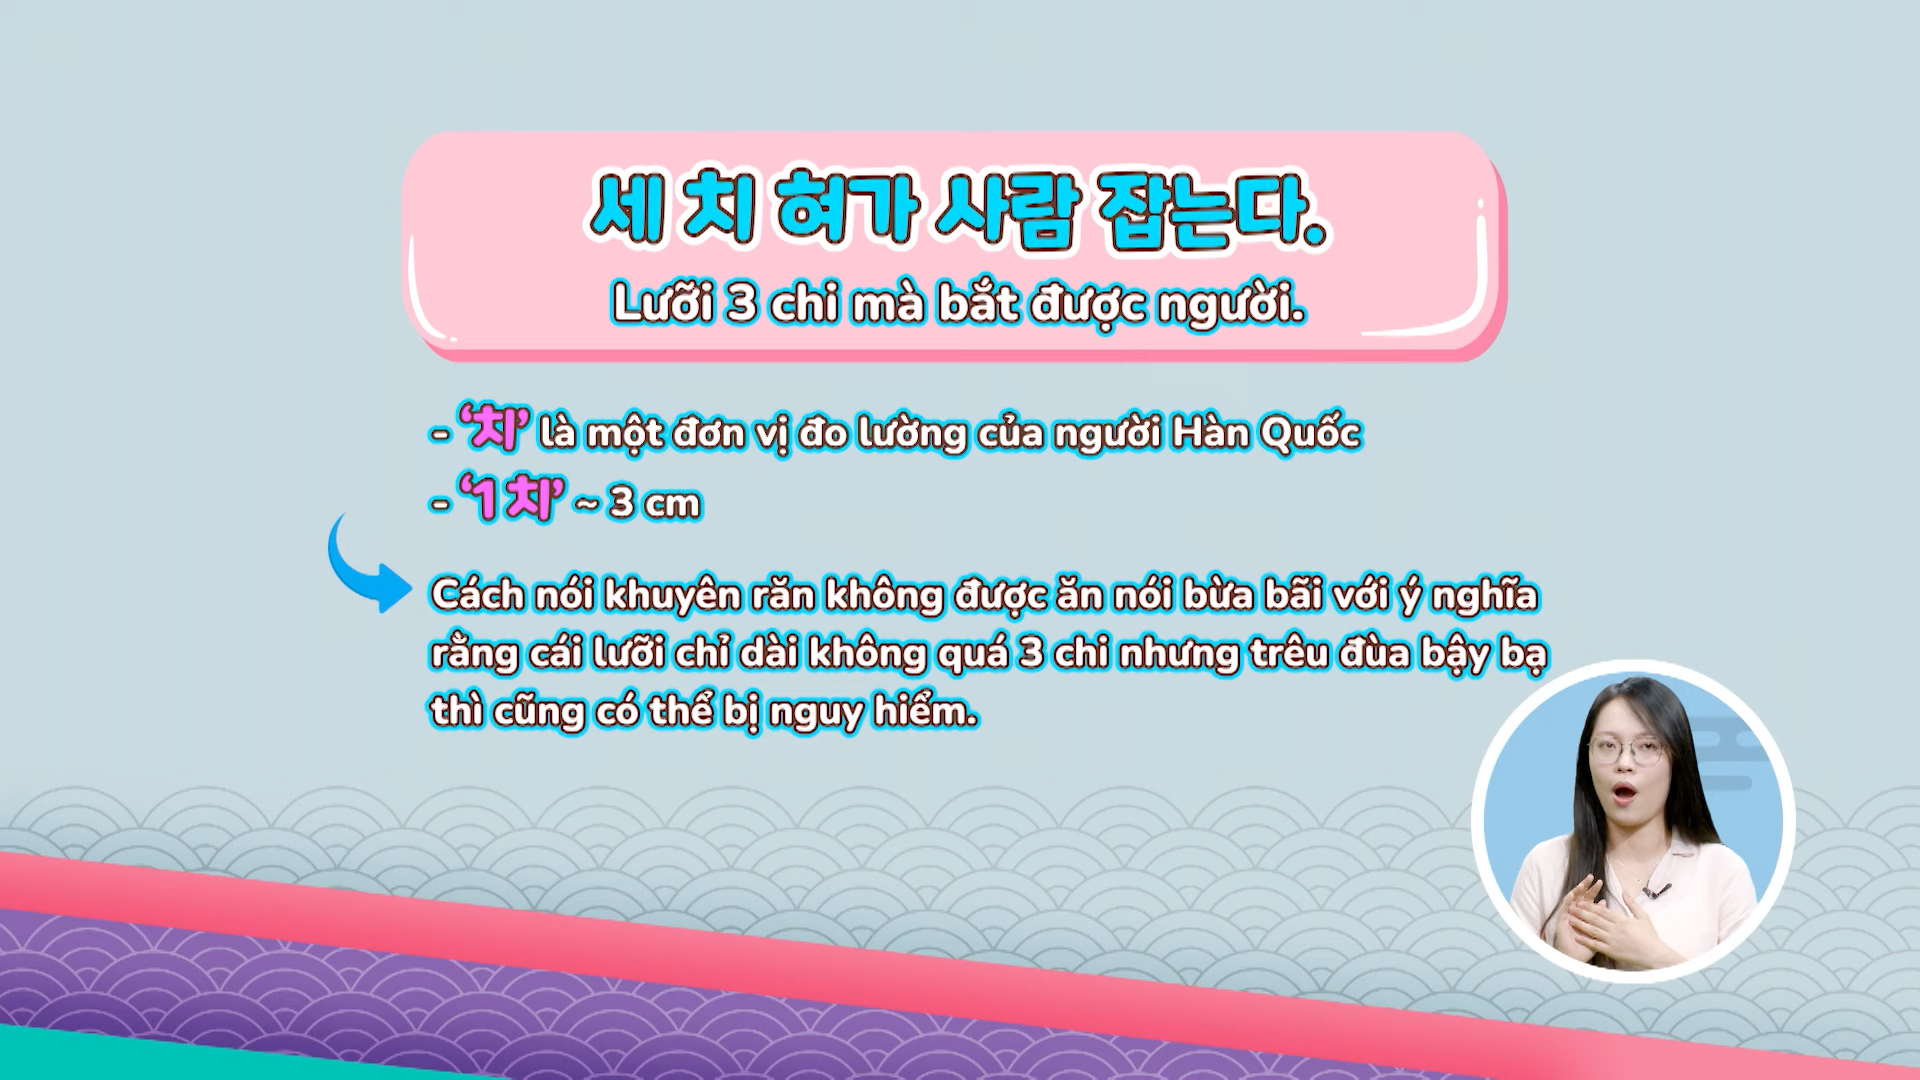 세 치 혀가 사람 잡는다.
Lưỡi 3 chi mà bắt được người.
- ‘치’ là một đơn vị đo lường của người Hàn Quốc
- ‘1 치’ ~ 3 cm
Cách nói khuyên răn không được ăn nói bừa bãi với ý nghĩa
rằng cái lưỡi chỉ dài không quá 3 chi nhưng trêu đùa bậy bạ
thì cũng có thể bị nguy hiểm.